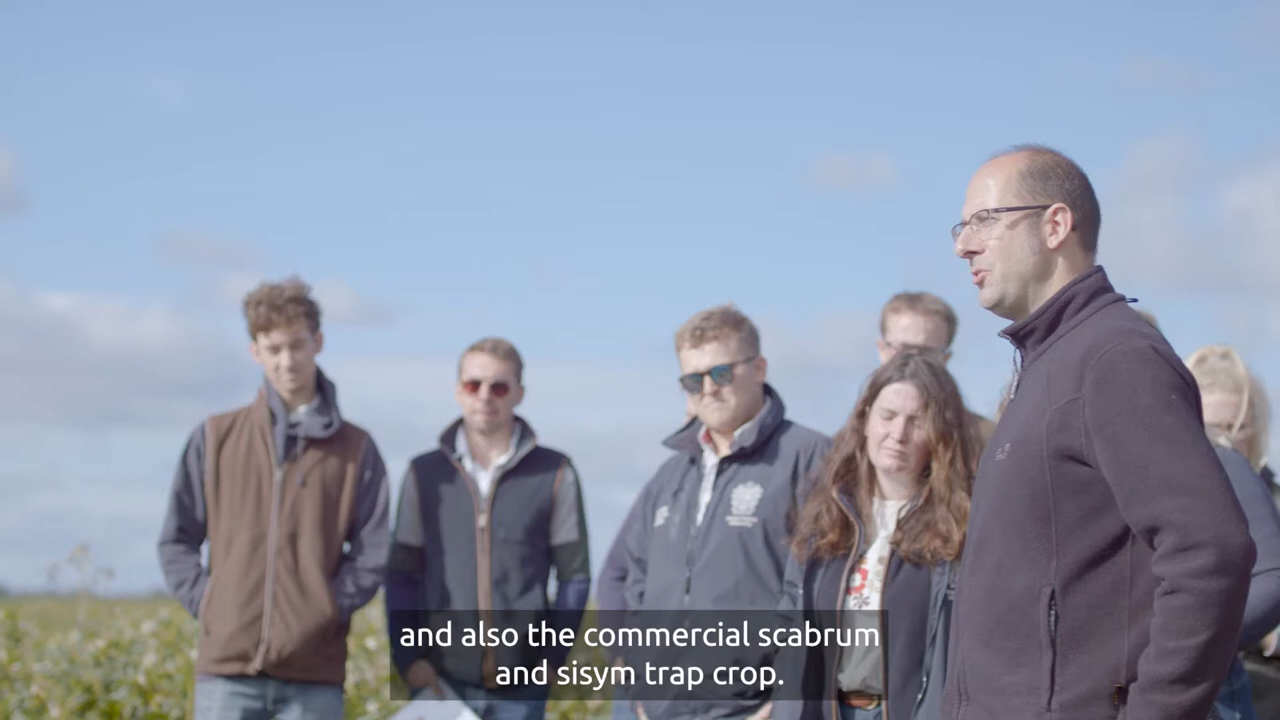 and also the commercial scabrum
and sisym trap crop.